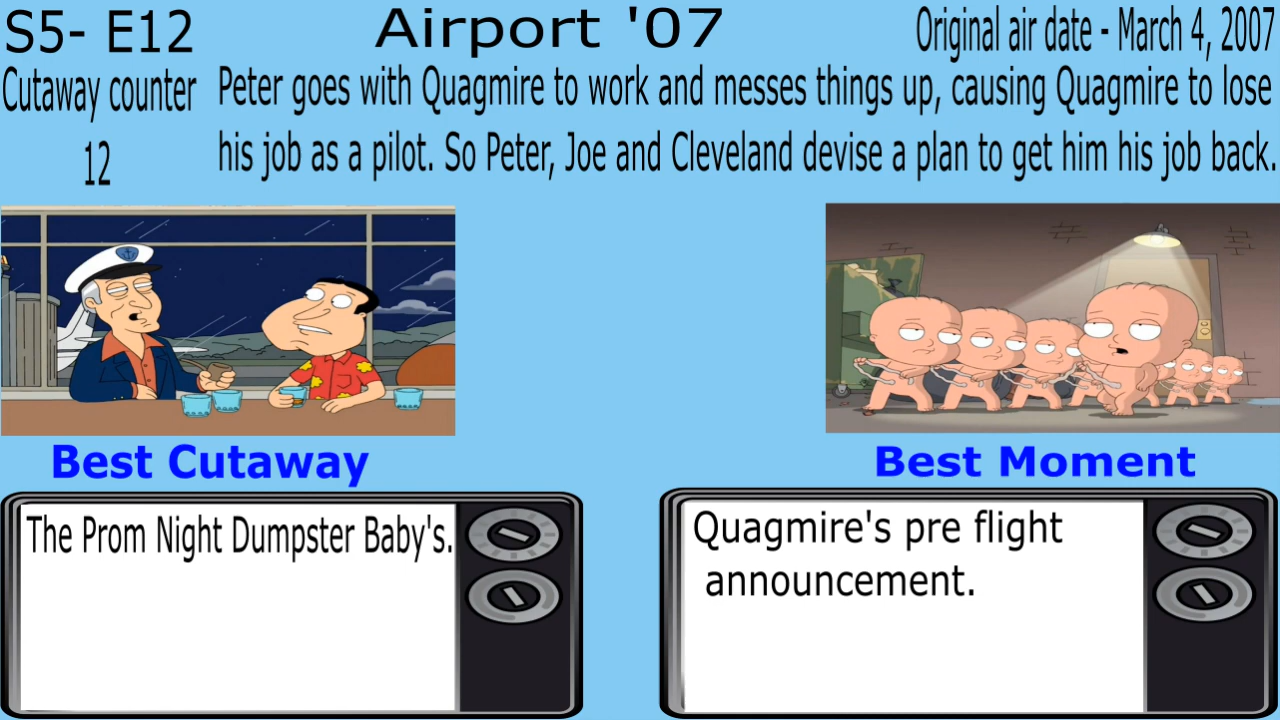 S5- E12
Airport '07
Original air date - March 4, 2007
Cutaway counter
12
Peter goes with Quagmire to work and messes things up, causing Quagmire to lose
his job as a pilot. So Peter, Joe and Cleveland devise a plan to get him his job back.
Best Cutaway
Best Moment
The Prom Night Dumpster Baby's.
Quagmire's pre flight
announcement.